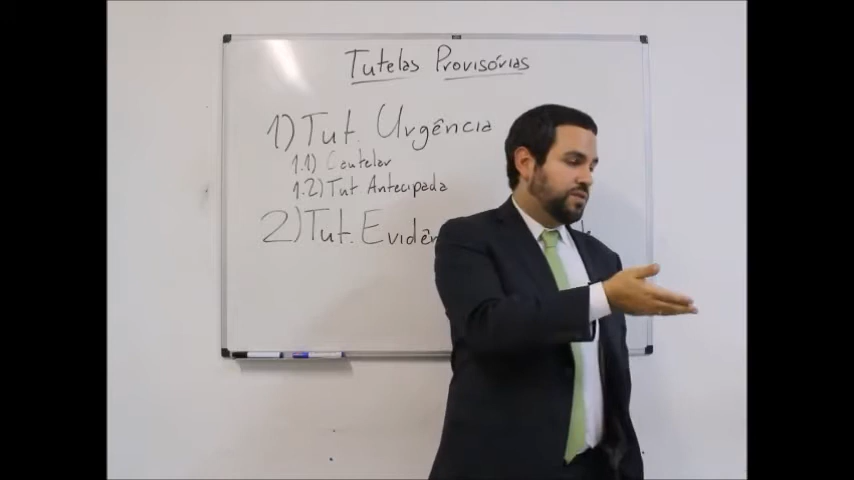 Tutelas Provisórias
1) Tut. Urgência
1.1) Cautelar
1.2) Tut Antecipada
2) Tut.